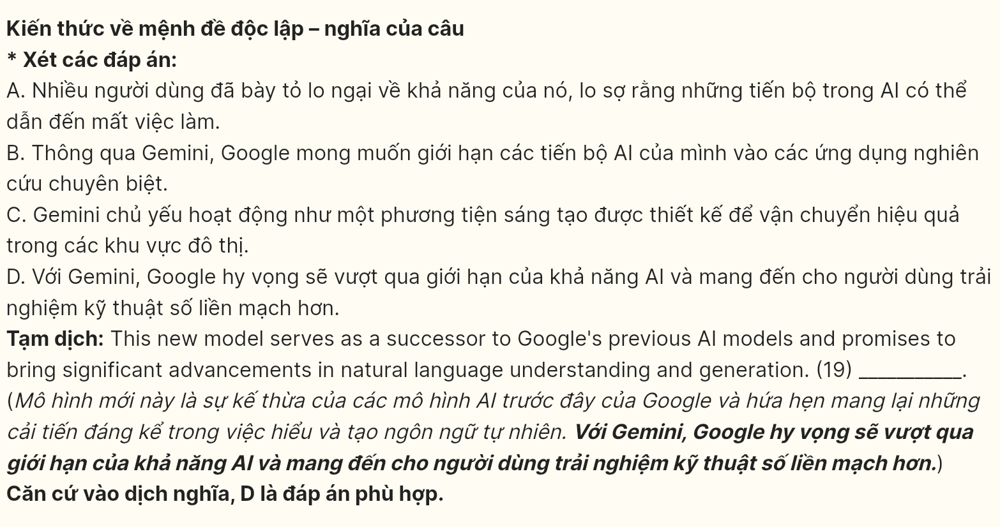 Kiến thức về mệnh đề độc lập – nghĩa của câu
* Xét các đáp án:
A. Nhiều người dùng đã bày tỏ lo ngại về khả năng của nó, lo sợ rằng những tiến bộ trong AI có thể
dẫn đến mất việc làm.
B. Thông qua Gemini, Google mong muốn giới hạn các tiến bộ AI của mình vào các ứng dụng nghiên
cứu chuyên biệt.
C. Gemini chủ yếu hoạt động như một phương tiện sáng tạo được thiết kế để vận chuyển hiệu quả
trong các khu vực đô thị.
D. Với Gemini, Google hy vọng sẽ vượt qua giới hạn của khả năng AI và mang đến cho người dùng trải
nghiệm kỹ thuật số liền mạch hơn.
Tạm dịch: This new model serves as a successor to Google's previous AI models and promises to
bring significant advancements in natural language understanding and generation. (19) ___________.
(Mô hình mới này là sự kế thừa của các mô hình AI trước đây của Google và hứa hẹn mang lại những
cải tiến đáng kể trong việc hiểu và tạo ngôn ngữ tự nhiên. Với Gemini, Google hy vọng sẽ vượt qua
giới hạn của khả năng AI và mang đến cho người dùng trải nghiệm kỹ thuật số liền mạch hơn.)
Căn cứ vào dịch nghĩa, D là đáp án phù hợp.